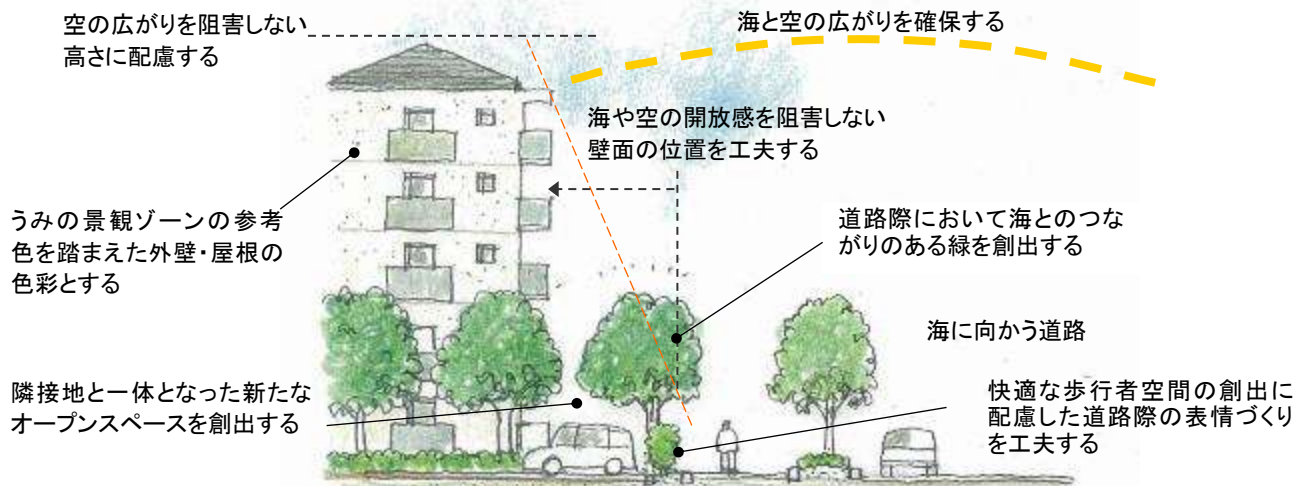 空の広がりを阻害しない
高さに配慮する
海と空の広がりを確保する
海や空の開放感を阻害しない
壁面の位置を工夫する
うみの景観ゾーンの参考
色を踏まえた外壁・屋根の
色彩とする
道路際において海とのつな
がりのある緑を創出する
海に向かう道路
隣接地と一体となった新たな
オープンスペースを創出する
快適な歩行者空間の創出に
配慮した道路際の表情づくり
を工夫する